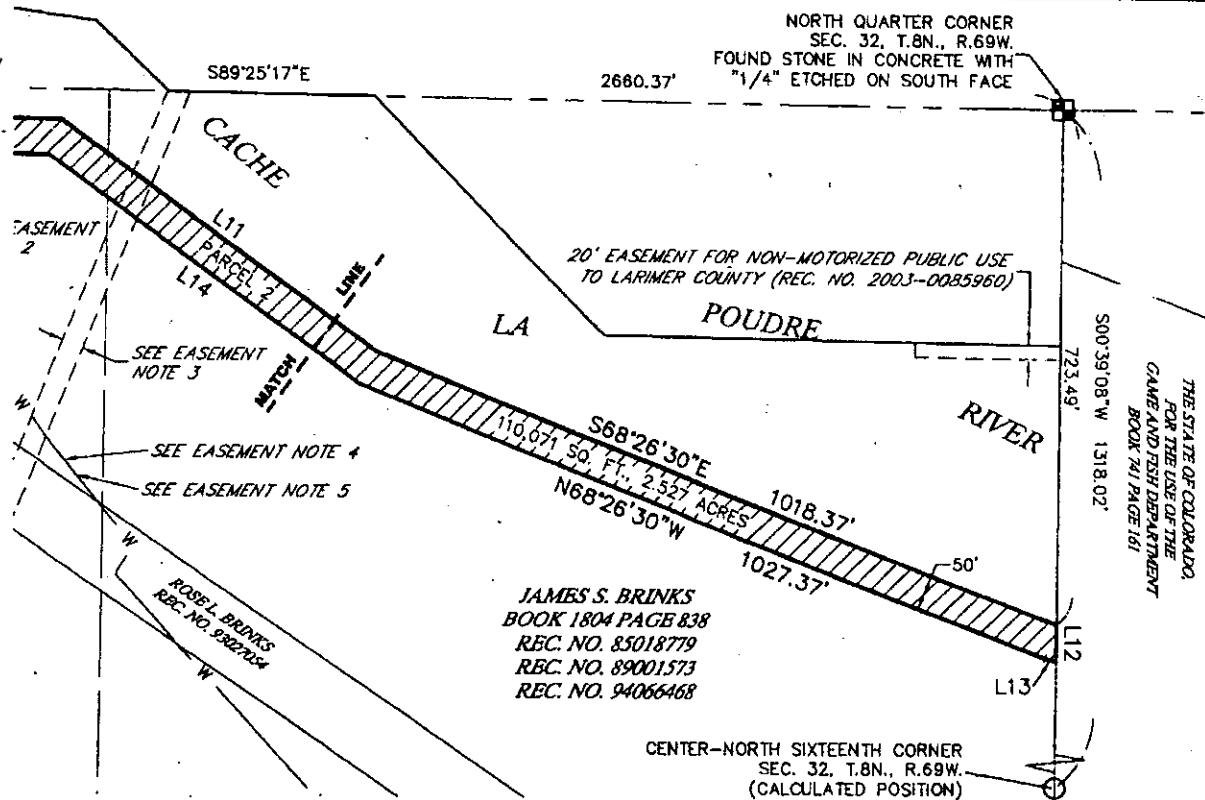 NORTH QUARTER CORNER
SEC. 32, T.8N., R.69W.
FOUND STONE IN CONCRETE WITH
"1/4" ETCHED ON SOUTH FACE
S89°25'17"E
2660.37'
CACHE
EASEMENT
2
L11
PARCEL 2
L14
LINE
MATCH
20' EASEMENT FOR NON-MOTORIZED PUBLIC USE
TO LARIMER COUNTY (REC. NO. 2003--0085960)
LA
POUDRE
RIVER
S00°39'08"W 1318.02'
723.49'
THE STATE OF COLORADO,
FOR THE USE OF THE
GAME AND FISH DEPARTMENT
BOOK 741 PAGE 161
SEE EASEMENT
NOTE 3
W
SEE EASEMENT NOTE 4
SEE EASEMENT NOTE 5
S68°26'30"E
1018.37'
110,071 SQ. FT., 2.527 ACRES
N68°26'30"W
1027.37'
50'
L12
L13
W
W
ROSE L. BRINKS
REC. NO. 93027054
JAMES S. BRINKS
BOOK 1804 PAGE 838
REC. NO. 85018779
REC. NO. 89001573
REC. NO. 94066468
CENTER-NORTH SIXTEENTH CORNER
SEC. 32, T.8N., R.69W.
(CALCULATED POSITION)